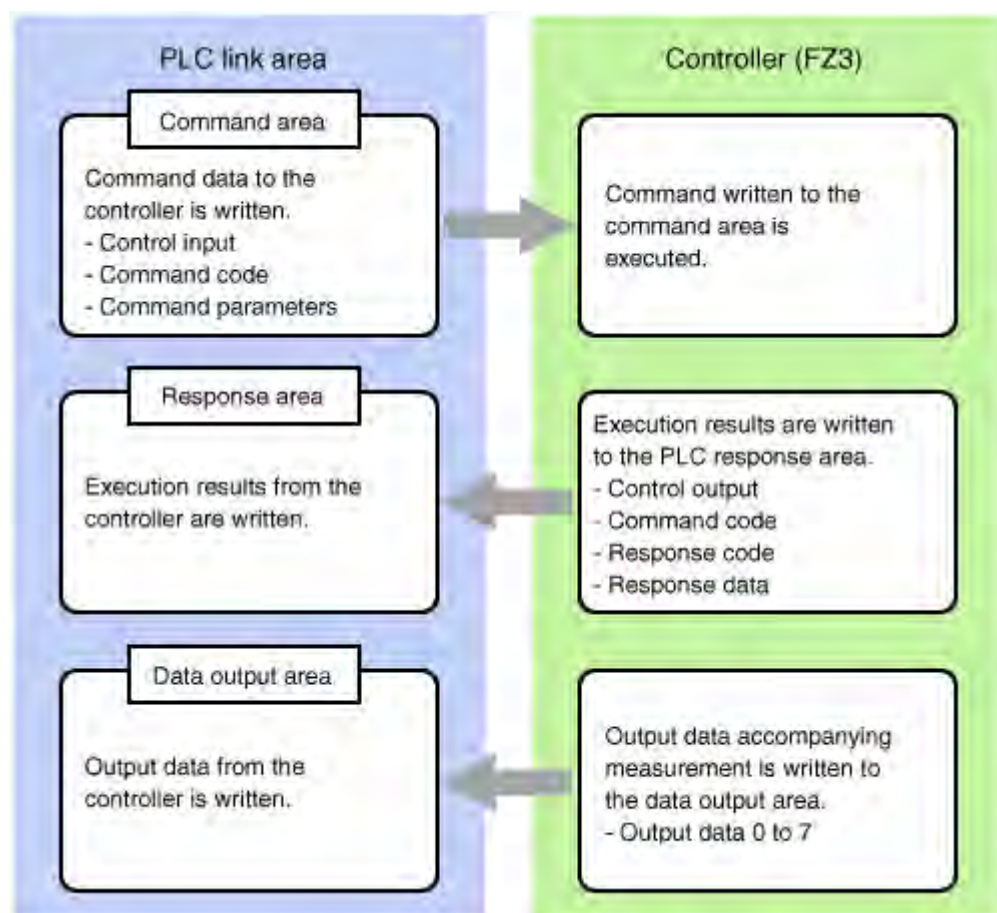 PLC link area
Command area
Command data to the
controller is written.
- Control input
- Command code
- Command parameters
Response area
Execution results from the
controller are written.
Data output area
Output data from the
controller is written.
Controller (FZ3)
Command written to the
command area is
executed.
Execution results are written
to the PLC response area.
- Control output
- Command code
- Response code
- Response data
Output data accompanying
measurement is written to
the data output area.
- Output data 0 to 7